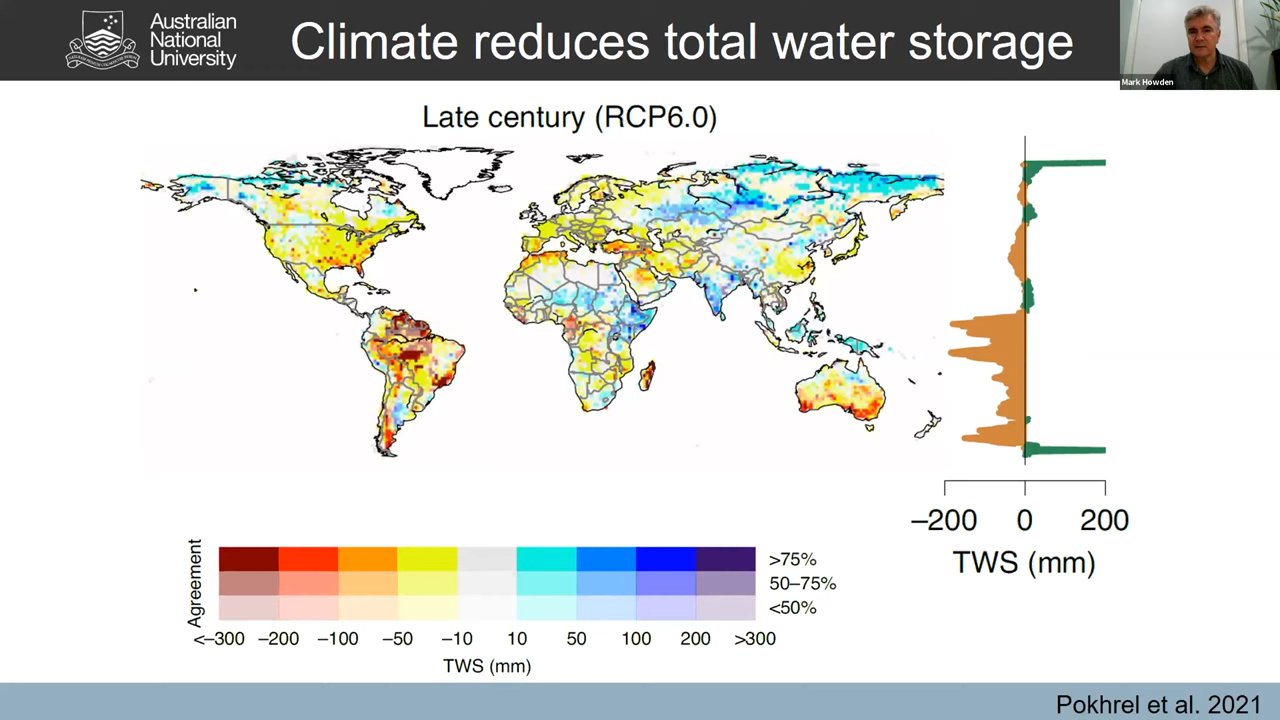 Australian
National
University
Climate reduces total water storage
Mark Howden
Late century (RCP6.0)
−200 0 200
TWS (mm)
Agreement
>75%
50–75%
<50%
<−300 −200 −100 −50 −10 10 50 100 200 >300
TWS (mm)
Pokhrel et al. 2021